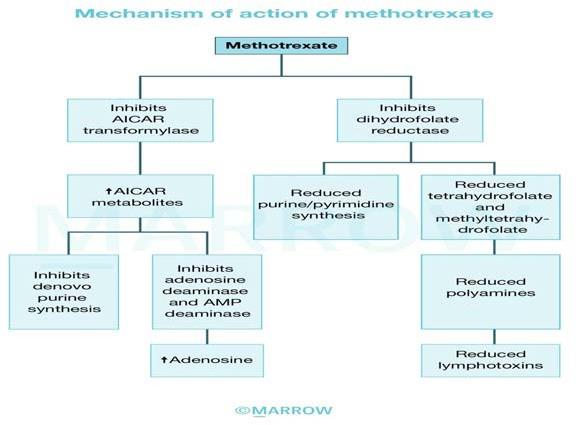 Mechanism of action of methotrexate
Methotrexate
Inhibits
AICAR
transformylase
Inhibits
dihydrofolate
reductase
↑AICAR
metabolites
Reduced
purine/pyrimidine
synthesis
Reduced
tetrahydrofolate
and
methyltetrahy-
drofolate
Inhibits
denovo
purine
synthesis
Inhibits
adenosine
deaminase
and AMP
deaminase
Reduced
polyamines
↑Adenosine
Reduced
lymphotoxins
MARROW
©MARROW